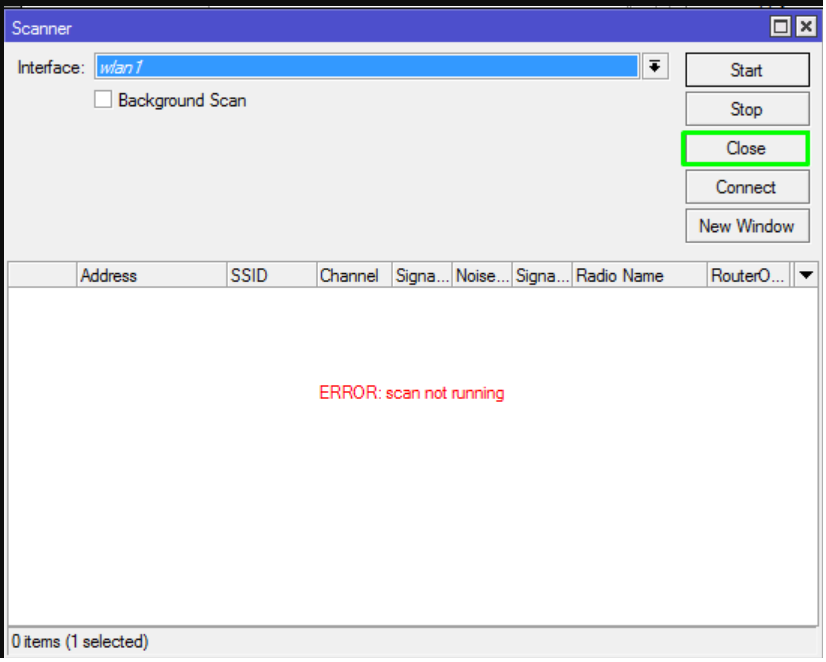 Scanner
Interface: wlan1
Start
Background Scan
Stop
Close
Connect
New Window
Address SSID Channel Signa... Noise... Signa... Radio Name RouterO...
ERROR: scan not running
0 items (1 selected)